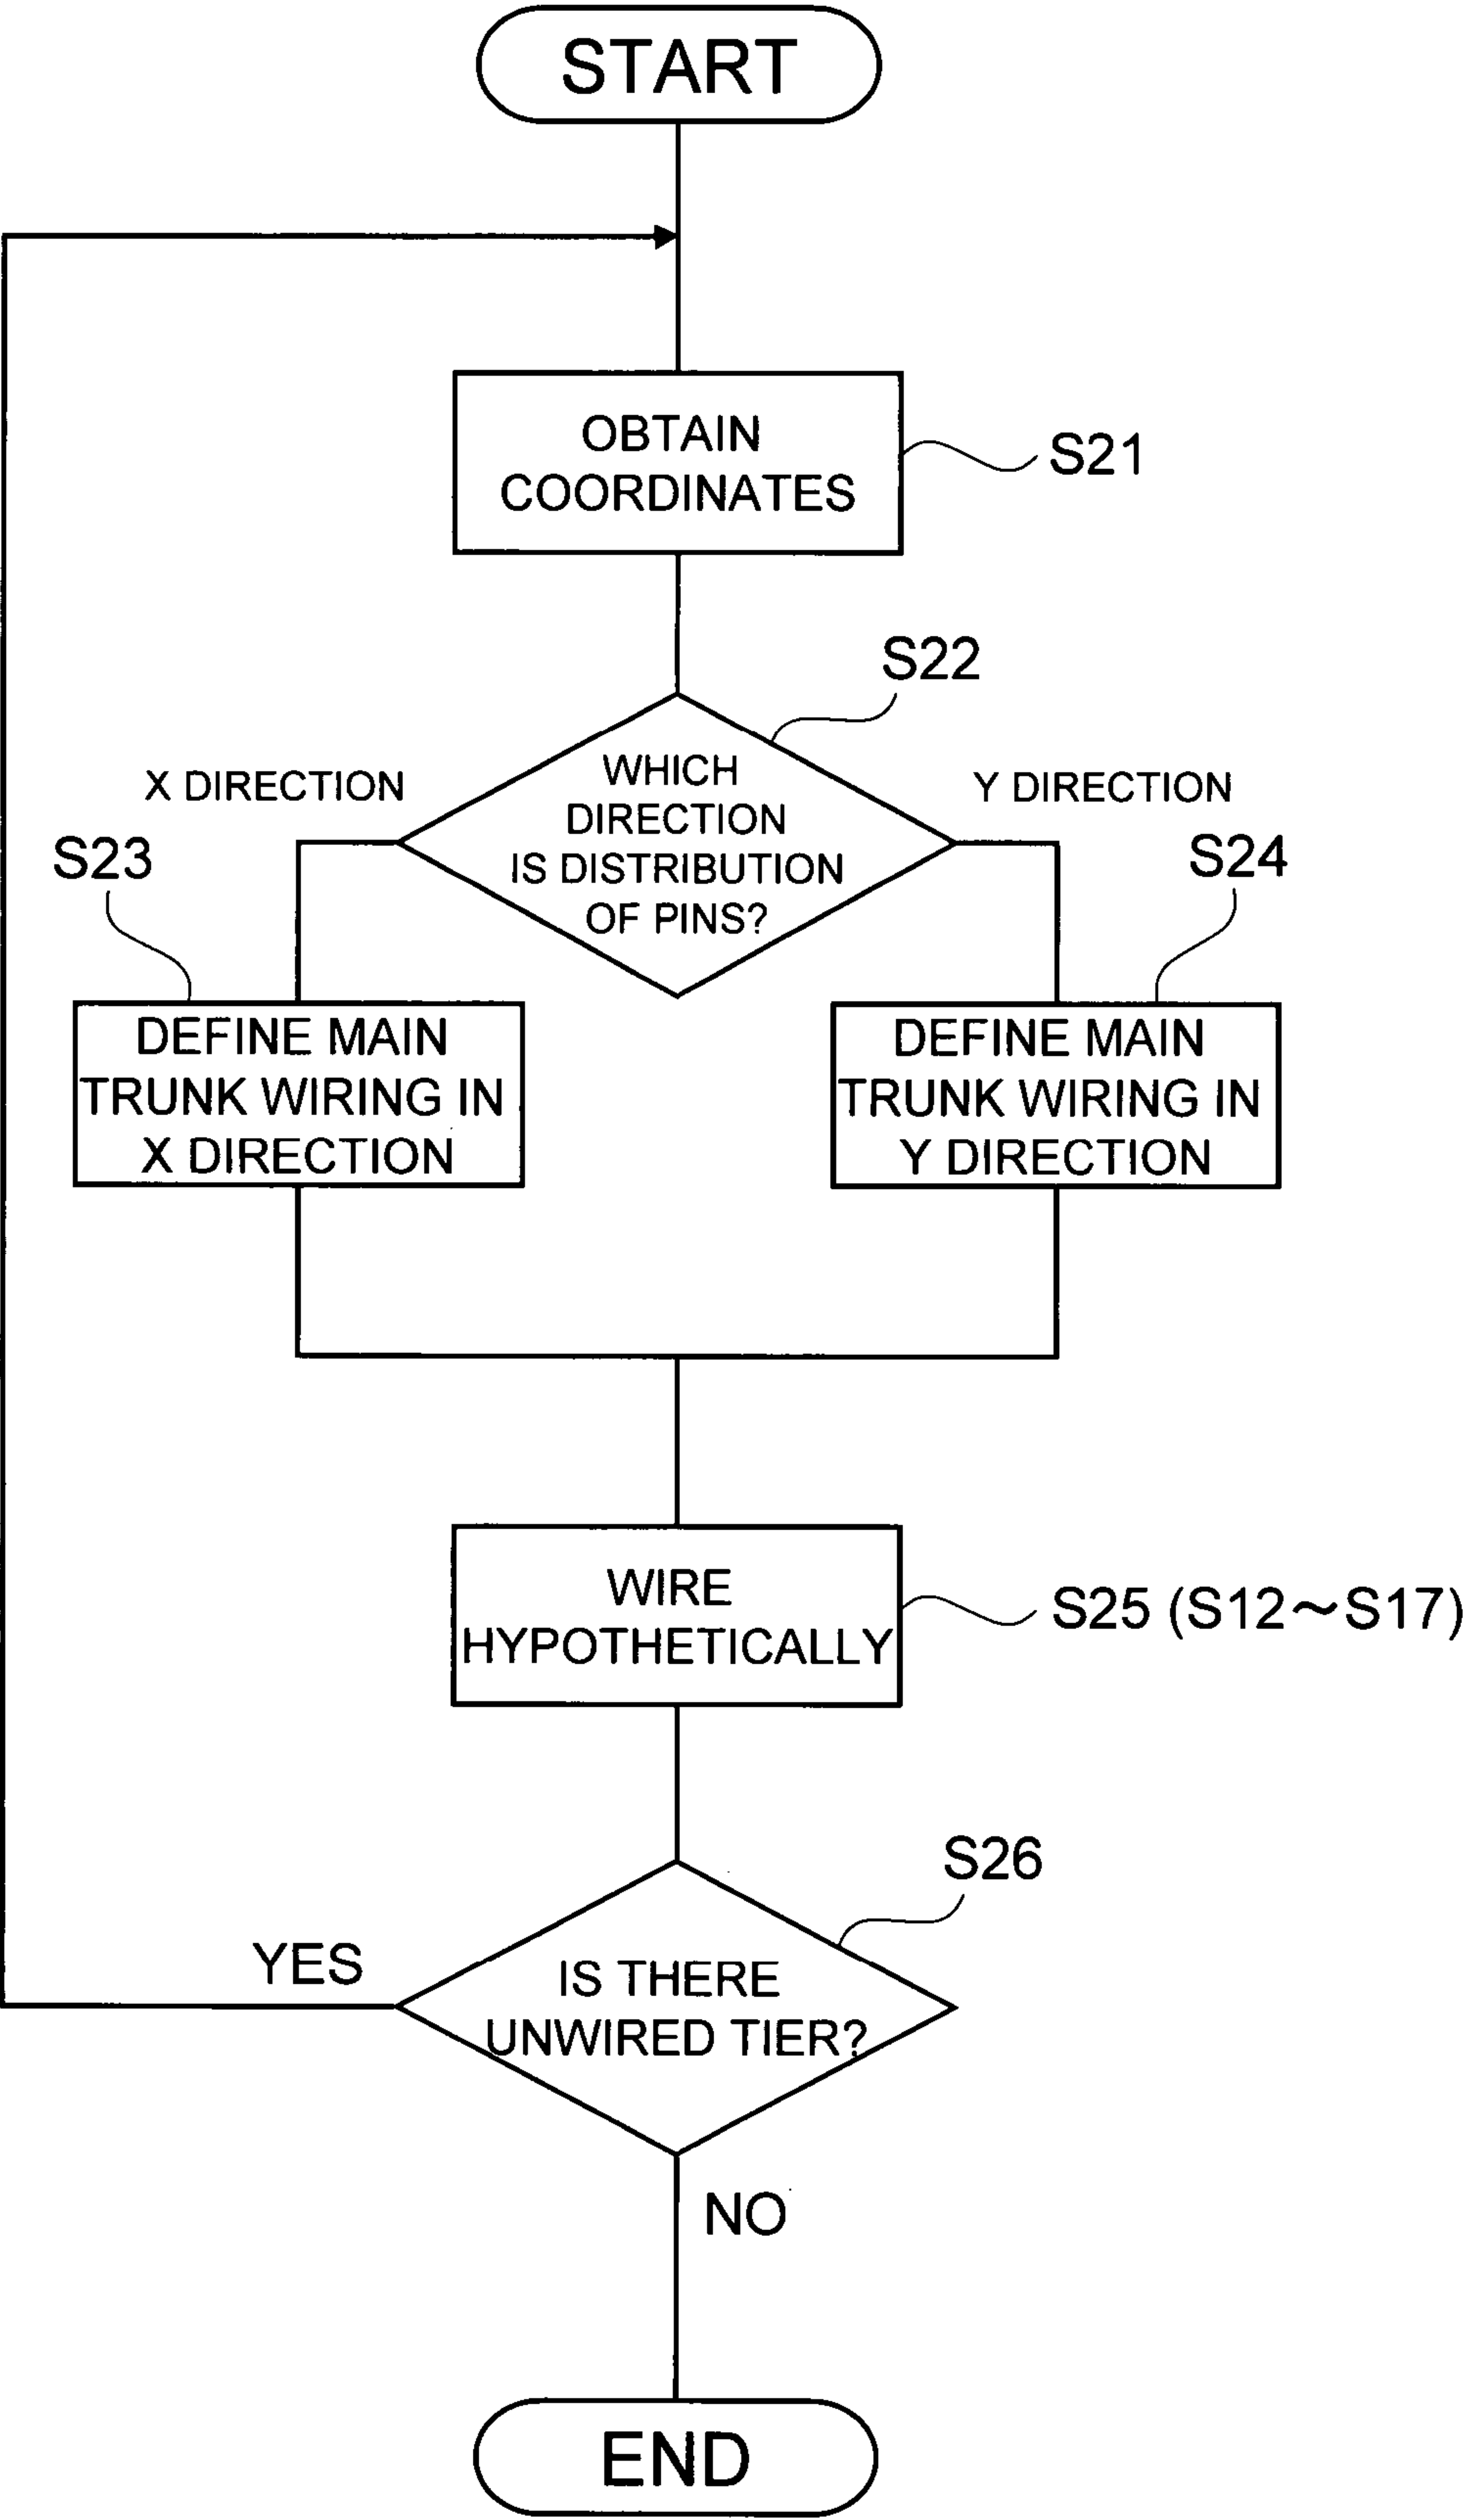 START
OBTAIN
COORDINATES
S21
S22
WHICH
DIRECTION
IS DISTRIBUTION
OF PINS?
X DIRECTION
Y DIRECTION
S23
S24
DEFINE MAIN
TRUNK WIRING IN
X DIRECTION
DEFINE MAIN
TRUNK WIRING IN
Y DIRECTION
WIRE
HYPOTHETICALLY
S25 (S12～S17)
S26
YES
IS THERE
UNWIRED TIER?
NO
END